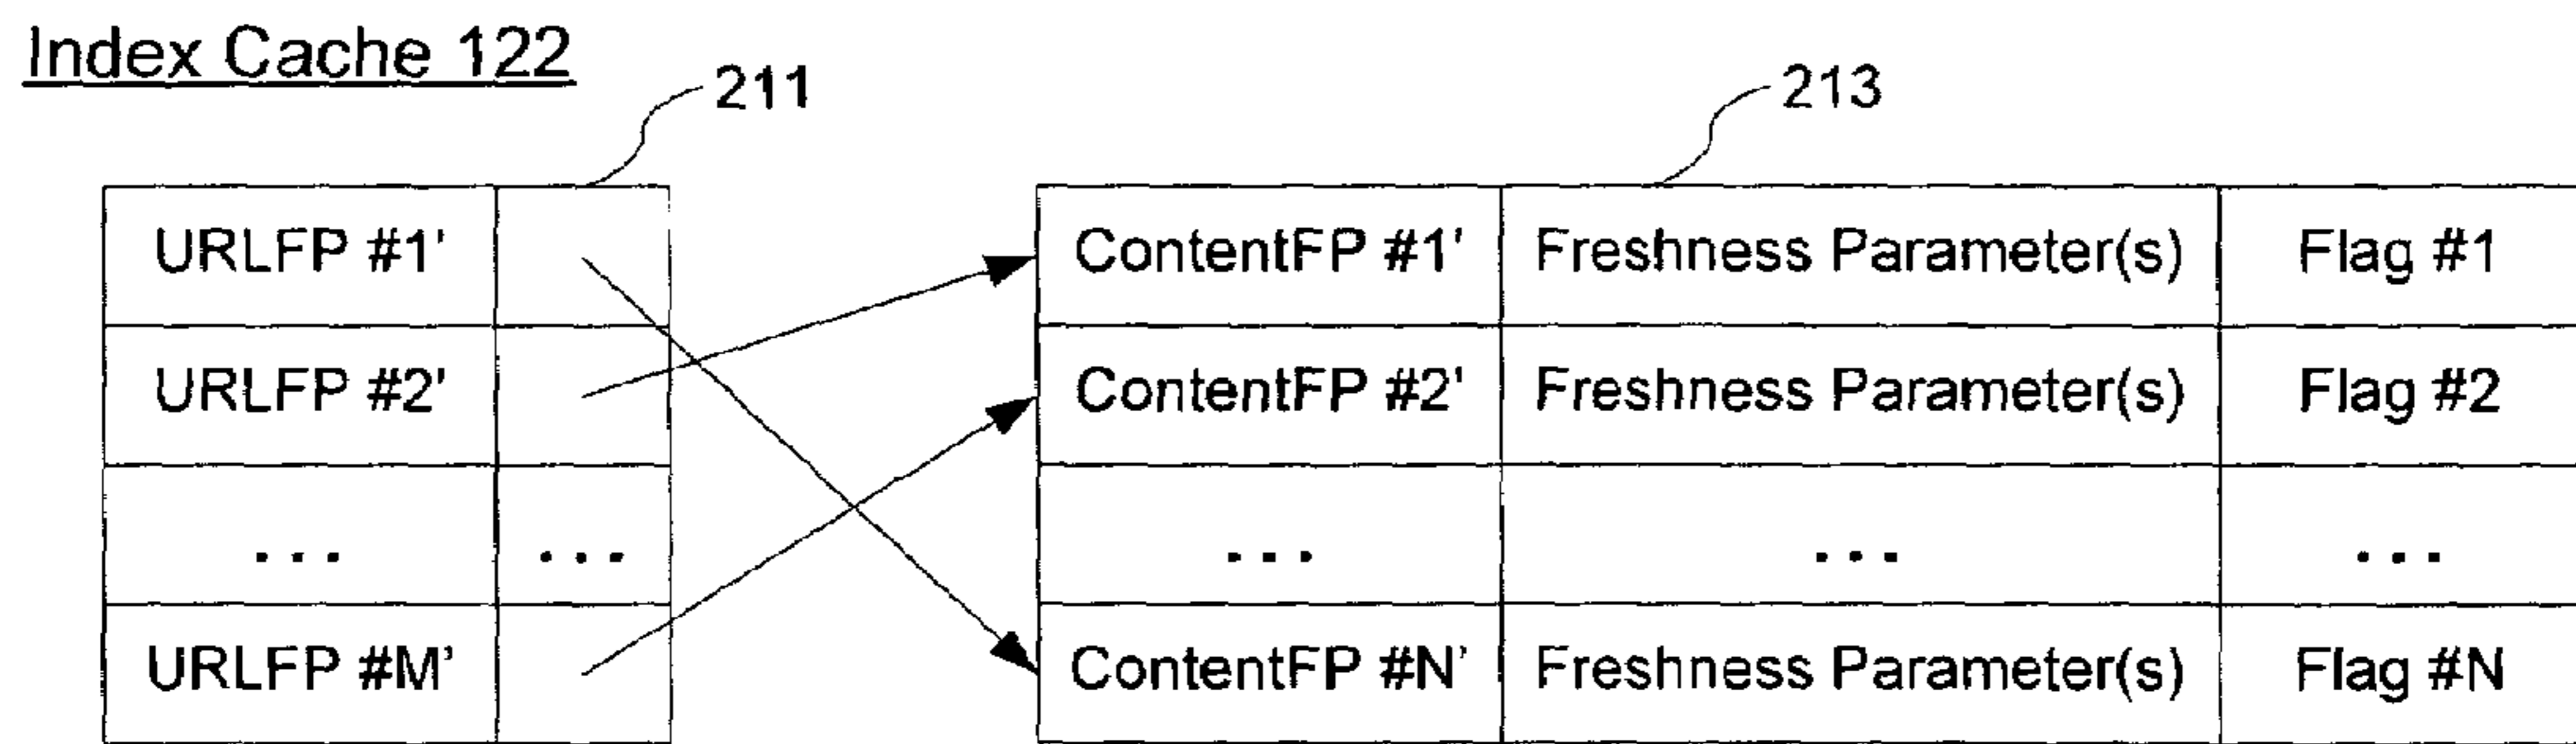 Index Cache 122
211
213
URLFP #1'
ContentFP #1' Freshness Parameter(s) Flag #1
URLFP #2'
ContentFP #2' Freshness Parameter(s) Flag #2
... ...
... ... ...
URLFP #M'
ContentFP #N' Freshness Parameter(s) Flag #N